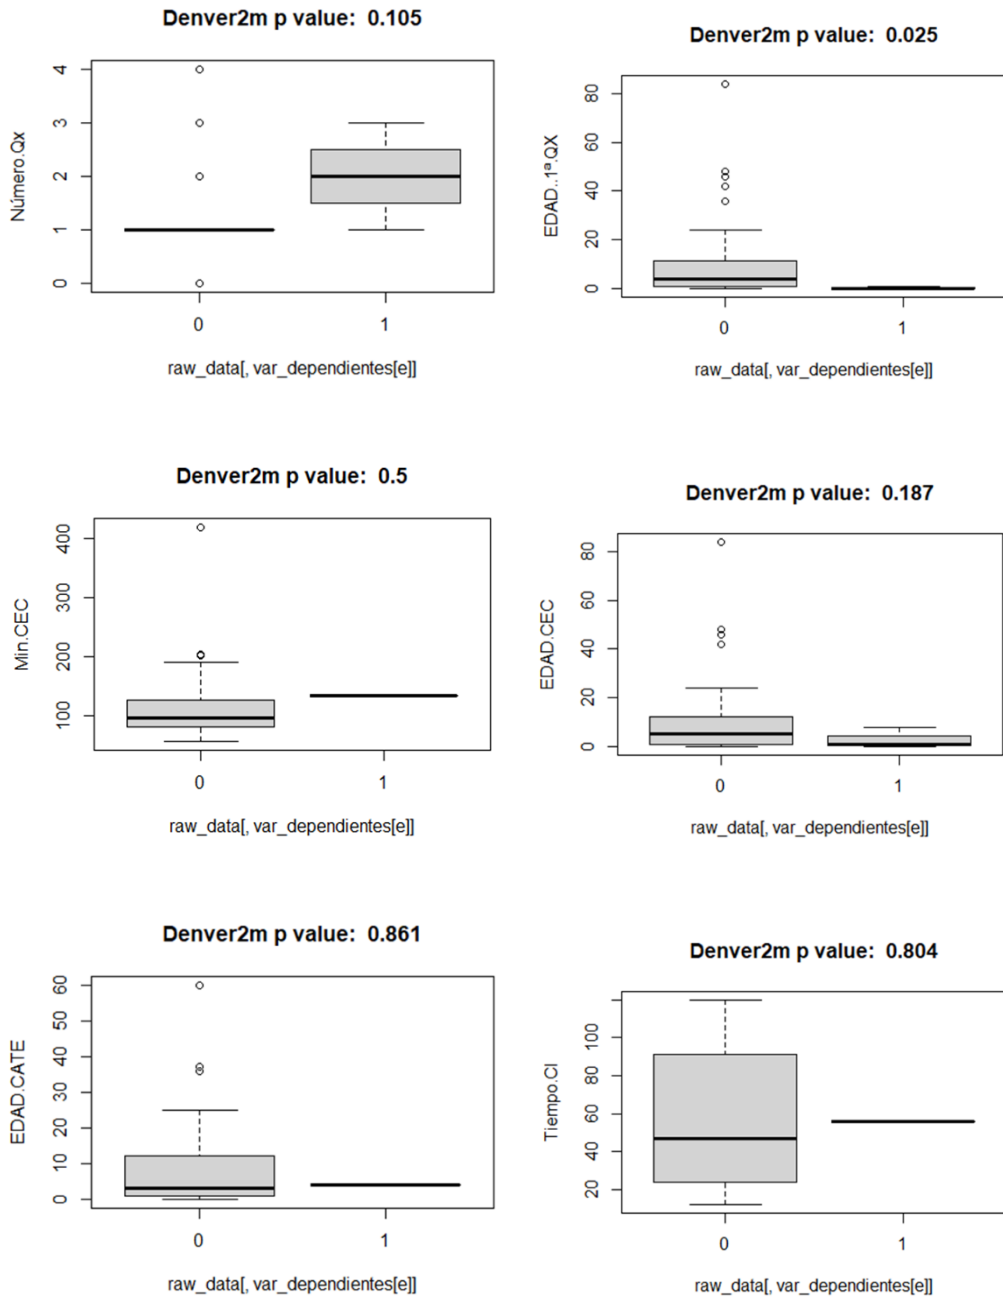 Denver2m p value:  0.105
Número.Qx
4
3
2
1
0
0
1
raw_data[, var_dependientes[e]]
Denver2m p value:  0.025
EDAD..1ª.QX
80
60
40
20
0
0
1
raw_data[, var_dependientes[e]]
Denver2m p value:  0.5
Min.CEC
400
300
200
100
0
1
raw_data[, var_dependientes[e]]
Denver2m p value:  0.187
EDAD.CEC
80
60
40
20
0
0
1
raw_data[, var_dependientes[e]]
Denver2m p value:  0.861
EDAD.CATE
60
50
40
30
20
10
0
0
1
raw_data[, var_dependientes[e]]
Denver2m p value:  0.804
Tiempo.CI
100
80
60
40
20
0
1
raw_data[, var_dependientes[e]]